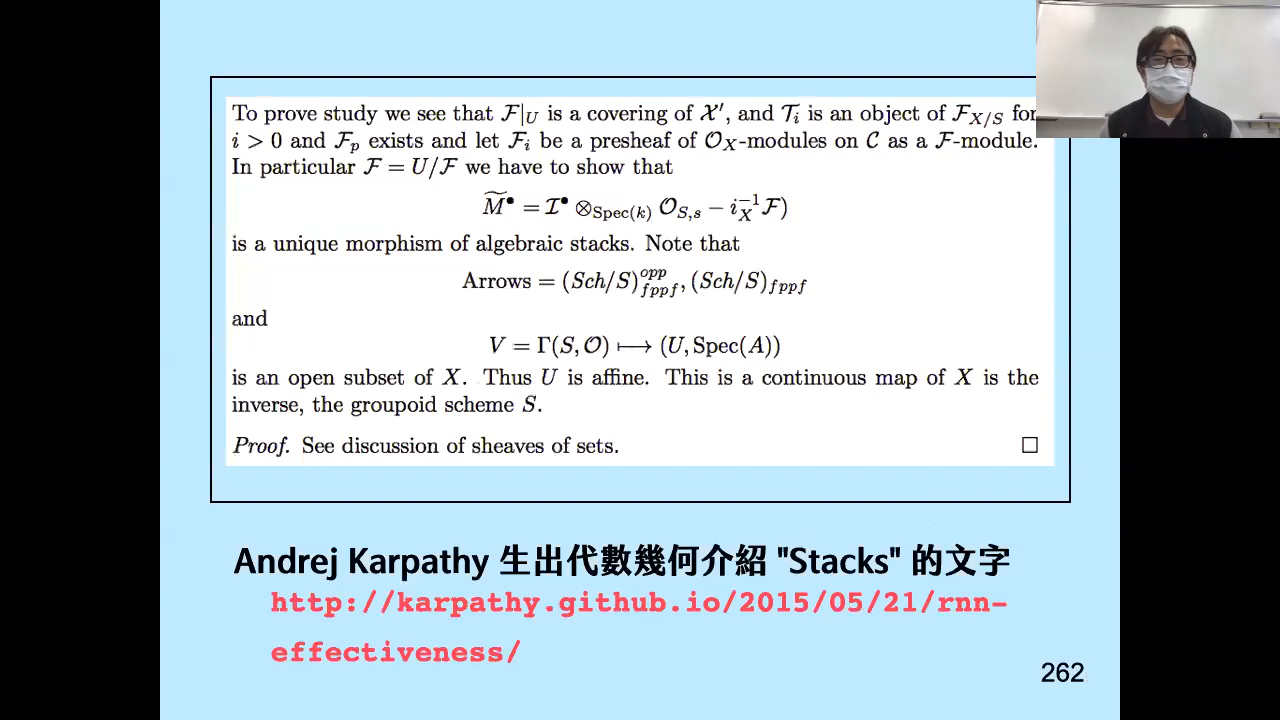 To prove study we see that 𝓕|_U is a covering of 𝒳′, and 𝒯_i is an object of 𝓕_{X/S} for
i > 0 and 𝓕_p exists and let 𝓕_i be a presheaf of 𝒪_X-modules on 𝒞 as a 𝓕-module.
In particular 𝓕 = U/𝓕 we have to show that
M̃^• = 𝓘^• ⊗_{Spec(k)} 𝒪_{S,s} − i_X^{−1}𝓕)
is a unique morphism of algebraic stacks. Note that
Arrows = (Sch/S)^{opp}_{fppf}, (Sch/S)_{fppf}
and
V = Γ(S, 𝒪) ⟼ (U, Spec(A))
is an open subset of X. Thus U is affine. This is a continuous map of X is the
inverse, the groupoid scheme S.
Proof. See discussion of sheaves of sets. □
Andrej Karpathy 生出代數幾何介紹 "Stacks" 的文字
http://karpathy.github.io/2015/05/21/rnn-
effectiveness/
262